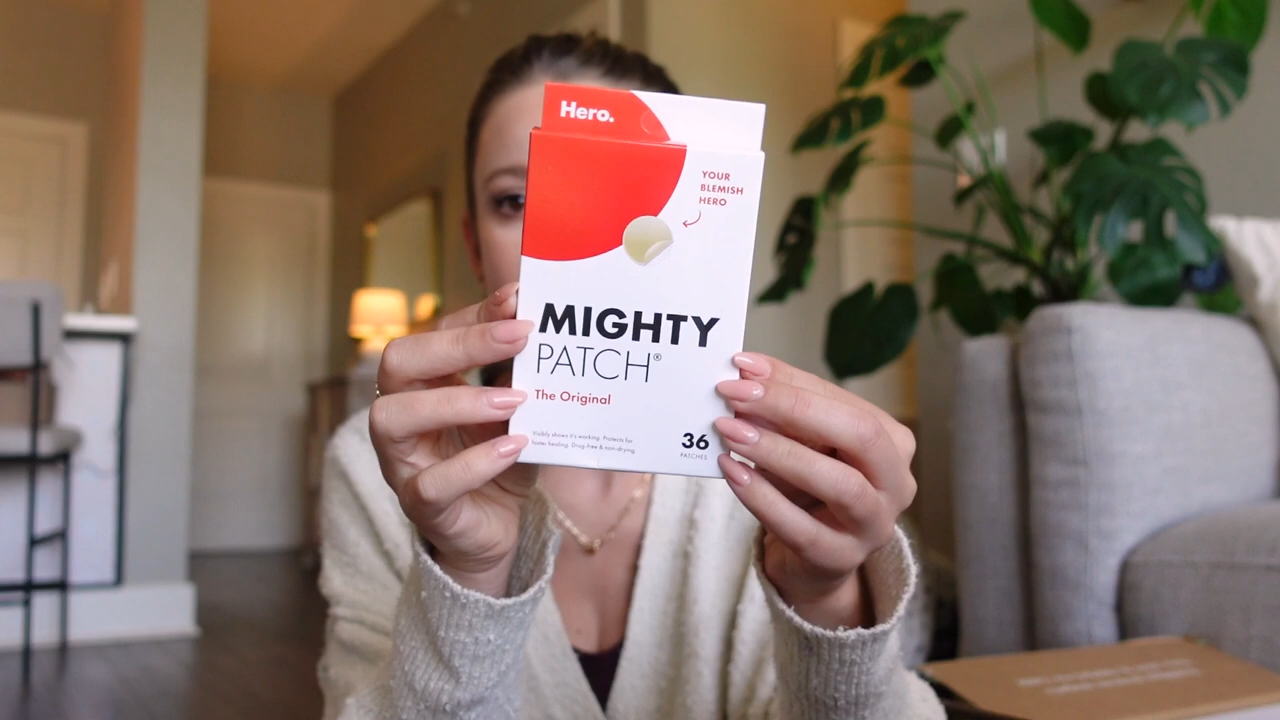 Hero.
YOUR
BLEMISH
HERO
MIGHTY
PATCH®
The Original
Visibly shows it's working. Protects for
faster healing. Drug-free & non-drying.
36
PATCHES